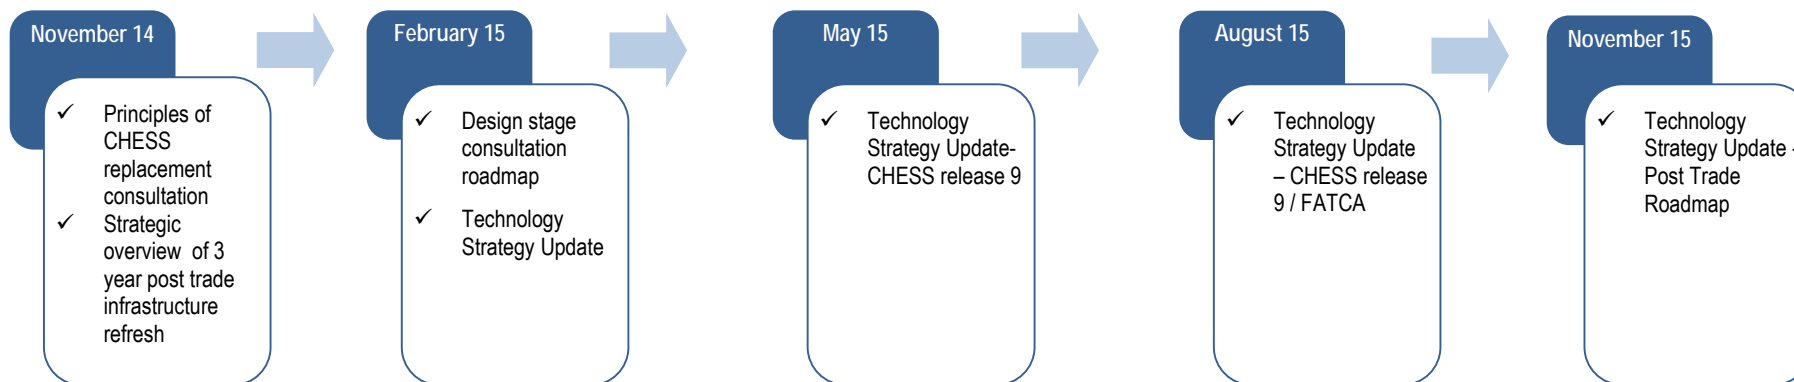 November 14
✓ Principles of
CHESS
replacement
consultation
✓ Strategic
overview of 3
year post trade
infrastructure
refresh
February 15
✓ Design stage
consultation
roadmap
✓ Technology
Strategy Update
May 15
✓ Technology
Strategy Update-
CHESS release 9
August 15
✓ Technology
Strategy Update
– CHESS release
9 / FATCA
November 15
✓ Technology
Strategy Update -
Post Trade
Roadmap